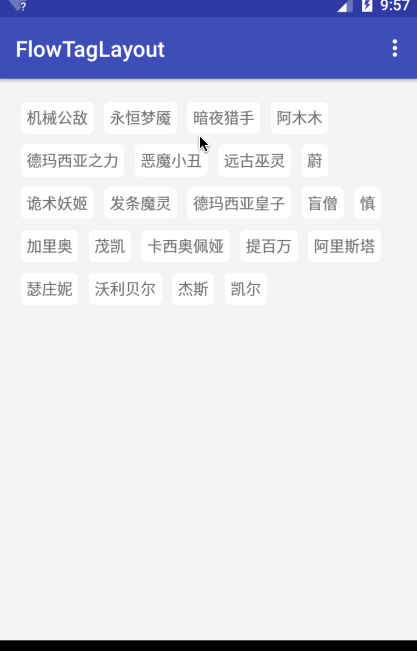 ? 9:57
FlowTagLayout
机械公敌 永恒梦魇 暗夜猎手 阿木木
德玛西亚之力 恶魔小丑 远古巫灵 蔚
诡术妖姬 发条魔灵 德玛西亚皇子 盲僧 慎
加里奥 茂凯 卡西奥佩娅 提百万 阿里斯塔
瑟庄妮 沃利贝尔 杰斯 凯尔